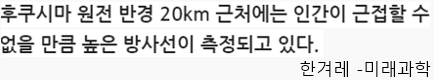 후쿠시마 원전 반경 20km 근처에는 인간이 근접할 수
없을 만큼 높은 방사선이 측정되고 있다.
한겨레 -미래과학